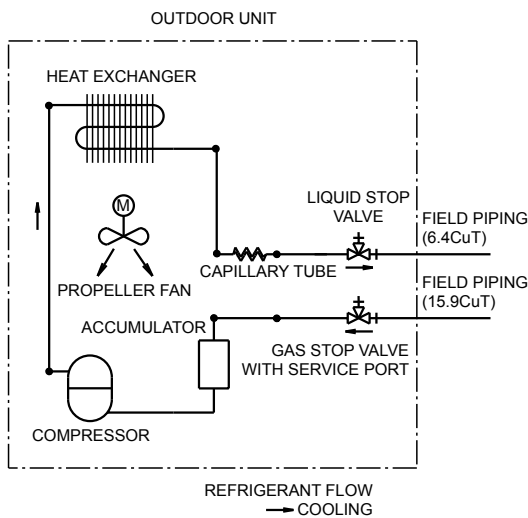 OUTDOOR UNIT
HEAT EXCHANGER
M
LIQUID STOP
VALVE
FIELD PIPING
(6.4CuT)
CAPILLARY TUBE
FIELD PIPING
(15.9CuT)
PROPELLER FAN
ACCUMULATOR
GAS STOP VALVE
WITH SERVICE PORT
COMPRESSOR
REFRIGERANT FLOW
COOLING